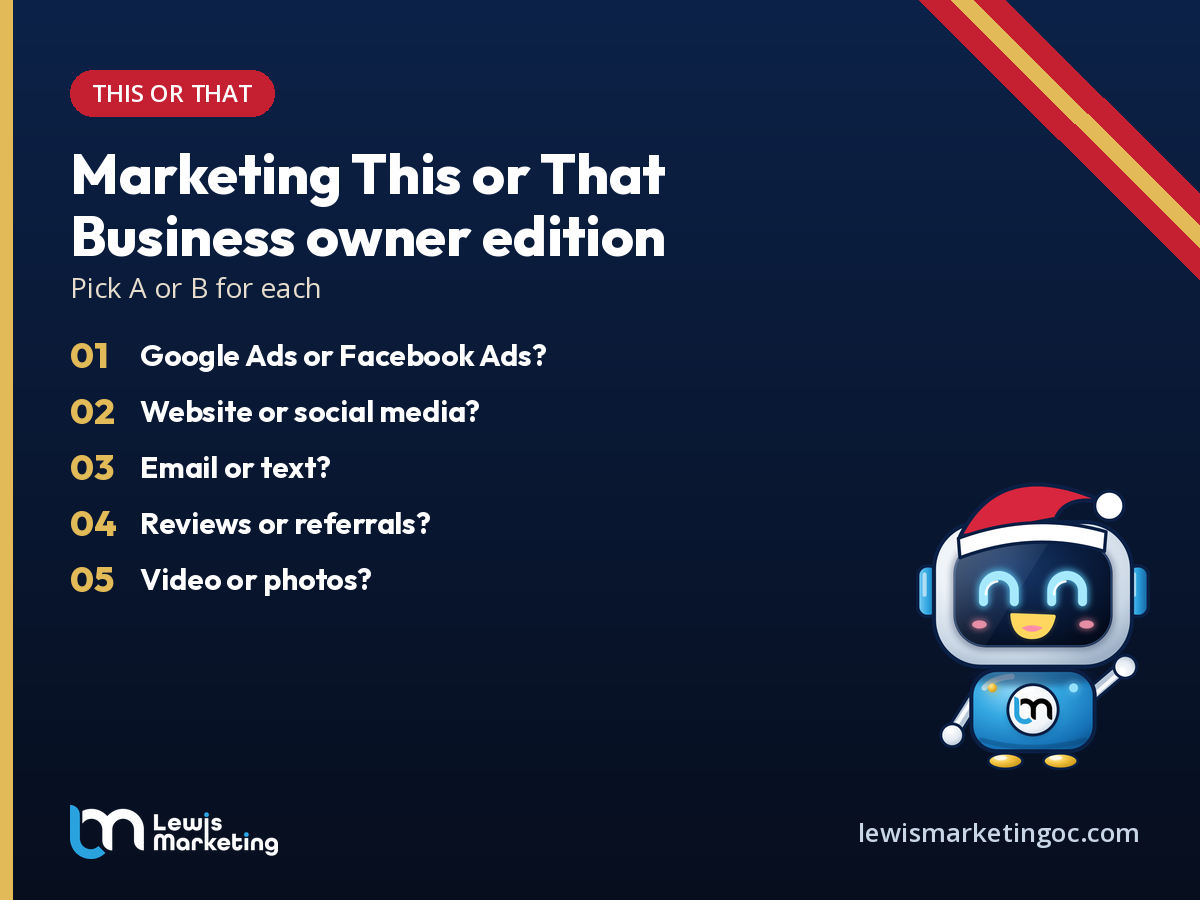 THIS OR THAT
Marketing This or That
Business owner edition
Pick A or B for each
01 Google Ads or Facebook Ads?
02 Website or social media?
03 Email or text?
04 Reviews or referrals?
05 Video or photos?
bm
bm Lewis
Marketing
lewismarketingoc.com